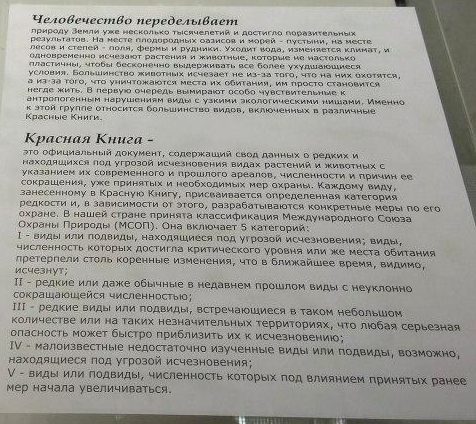 Человечество переделывает
природу Земли уже несколько тысячелетий и достигло поразительных
результатов. На месте плодородных оазисов и морей - пустыни, на месте
лесов и степей - поля, фермы и рудники. Уходит вода, изменяется климат, и
одновременно исчезают растения и животные, которые не настолько
пластичны, чтобы бесконечно выдерживать все более ухудшающиеся
условия. Большинство животных исчезает не из-за того, что на них охотятся,
а из-за того, что уничтожаются места их обитания, им просто становится
негде жить. В первую очередь вымирают особо чувствительные к
антропогенным нарушениям виды с узкими экологическими нишами. Именно
к этой группе относится большинство видов, включенных в различные
Красные Книги.
Красная Книга -
это официальный документ, содержащий свод данных о редких и
находящихся под угрозой исчезновения видах растений и животных с
указанием их современного и прошлого ареалов, численности и причин ее
сокращения, уже принятых и необходимых мер охраны. Каждому виду,
занесенному в Красную Книгу, присваивается определенная категория
редкости и, в зависимости от этого, разрабатываются конкретные меры по его
охране. В нашей стране принята классификация Международного Союза
Охраны Природы (МСОП). Она включает 5 категорий:
I - виды или подвиды, находящиеся под угрозой исчезновения; виды,
численность которых достигла критического уровня или же места обитания
претерпели столь коренные изменения, что в ближайшее время, видимо,
исчезнут;
II - редкие или даже обычные в недавнем прошлом виды с неуклонно
сокращающейся численностью;
III - редкие виды или подвиды, встречающиеся в таком небольшом
количестве или на таких незначительных территориях, что любая серьезная
опасность может быстро приблизить их к исчезновению;
IV - малоизвестные недостаточно изученные виды или подвиды, возможно,
находящиеся под угрозой исчезновения;
V - виды или подвиды, численность которых под влиянием принятых ранее
мер начала увеличиваться.